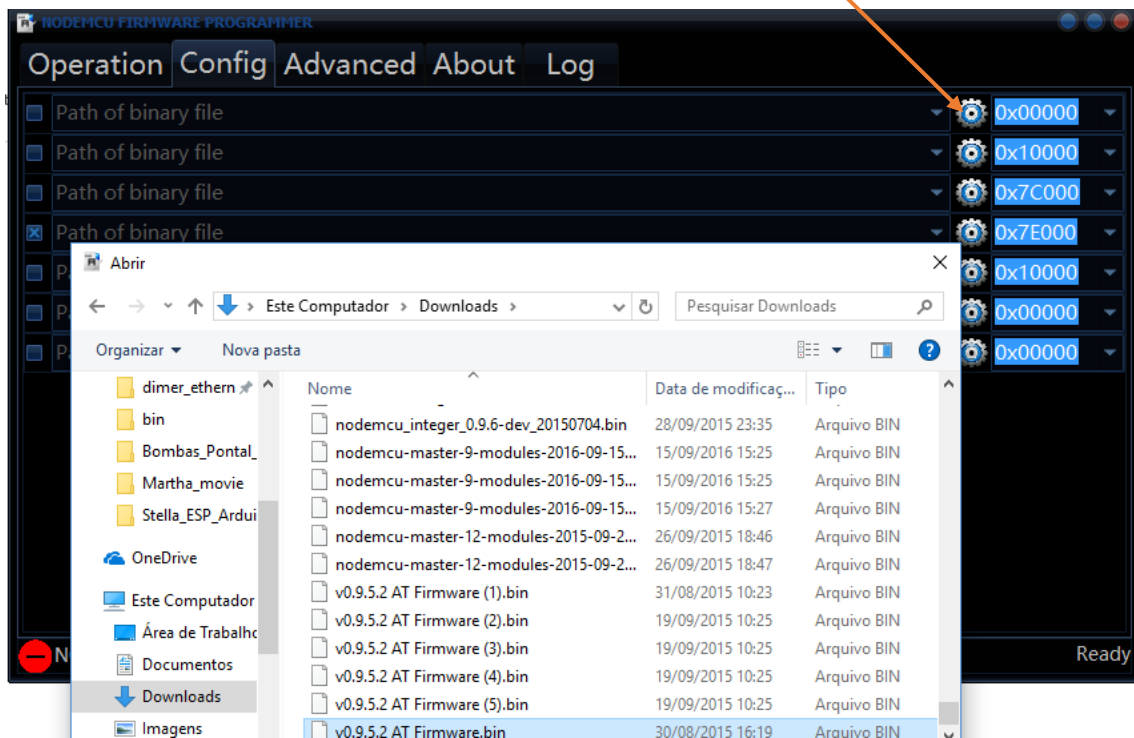 NODEMCU FIRMWARE PROGRAMMER
Operation Config Advanced About Log
Path of binary file 0x00000
Path of binary file 0x10000
Path of binary file 0x7C000
Path of binary file 0x7E000
P 0x10000
P 0x00000
P 0x00000
Abrir
Este Computador > Downloads >
Pesquisar Downloads
Organizar Nova pasta
dimer_ethern
bin
Bombas_Pontal_
Martha_movie
Stella_ESP_Ardui
OneDrive
Este Computador
Área de Trabalho
Documentos
Downloads
Imagens
Nome Data de modificaç... Tipo
nodemcu_integer_0.9.6-dev_20150704.bin 28/09/2015 23:35 Arquivo BIN
nodemcu-master-9-modules-2016-09-15... 15/09/2016 15:25 Arquivo BIN
nodemcu-master-9-modules-2016-09-15... 15/09/2016 15:25 Arquivo BIN
nodemcu-master-9-modules-2016-09-15... 15/09/2016 15:27 Arquivo BIN
nodemcu-master-12-modules-2015-09-2... 26/09/2015 18:46 Arquivo BIN
nodemcu-master-12-modules-2015-09-2... 26/09/2015 18:47 Arquivo BIN
v0.9.5.2 AT Firmware (1).bin 31/08/2015 10:23 Arquivo BIN
v0.9.5.2 AT Firmware (2).bin 19/09/2015 10:25 Arquivo BIN
v0.9.5.2 AT Firmware (3).bin 19/09/2015 10:25 Arquivo BIN
v0.9.5.2 AT Firmware (4).bin 19/09/2015 10:25 Arquivo BIN
v0.9.5.2 AT Firmware (5).bin 19/09/2015 10:25 Arquivo BIN
v0.9.5.2 AT Firmware.bin 30/08/2015 16:19 Arquivo BIN
N
Ready